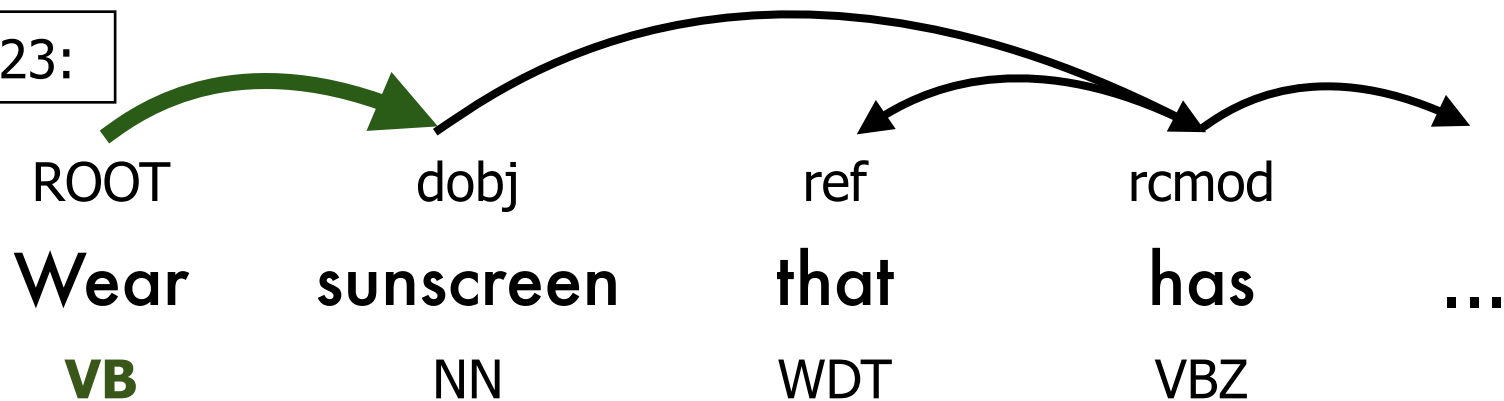 23:
ROOT dobj ref rcmod
Wear sunscreen that has ...
VB NN WDT VBZ